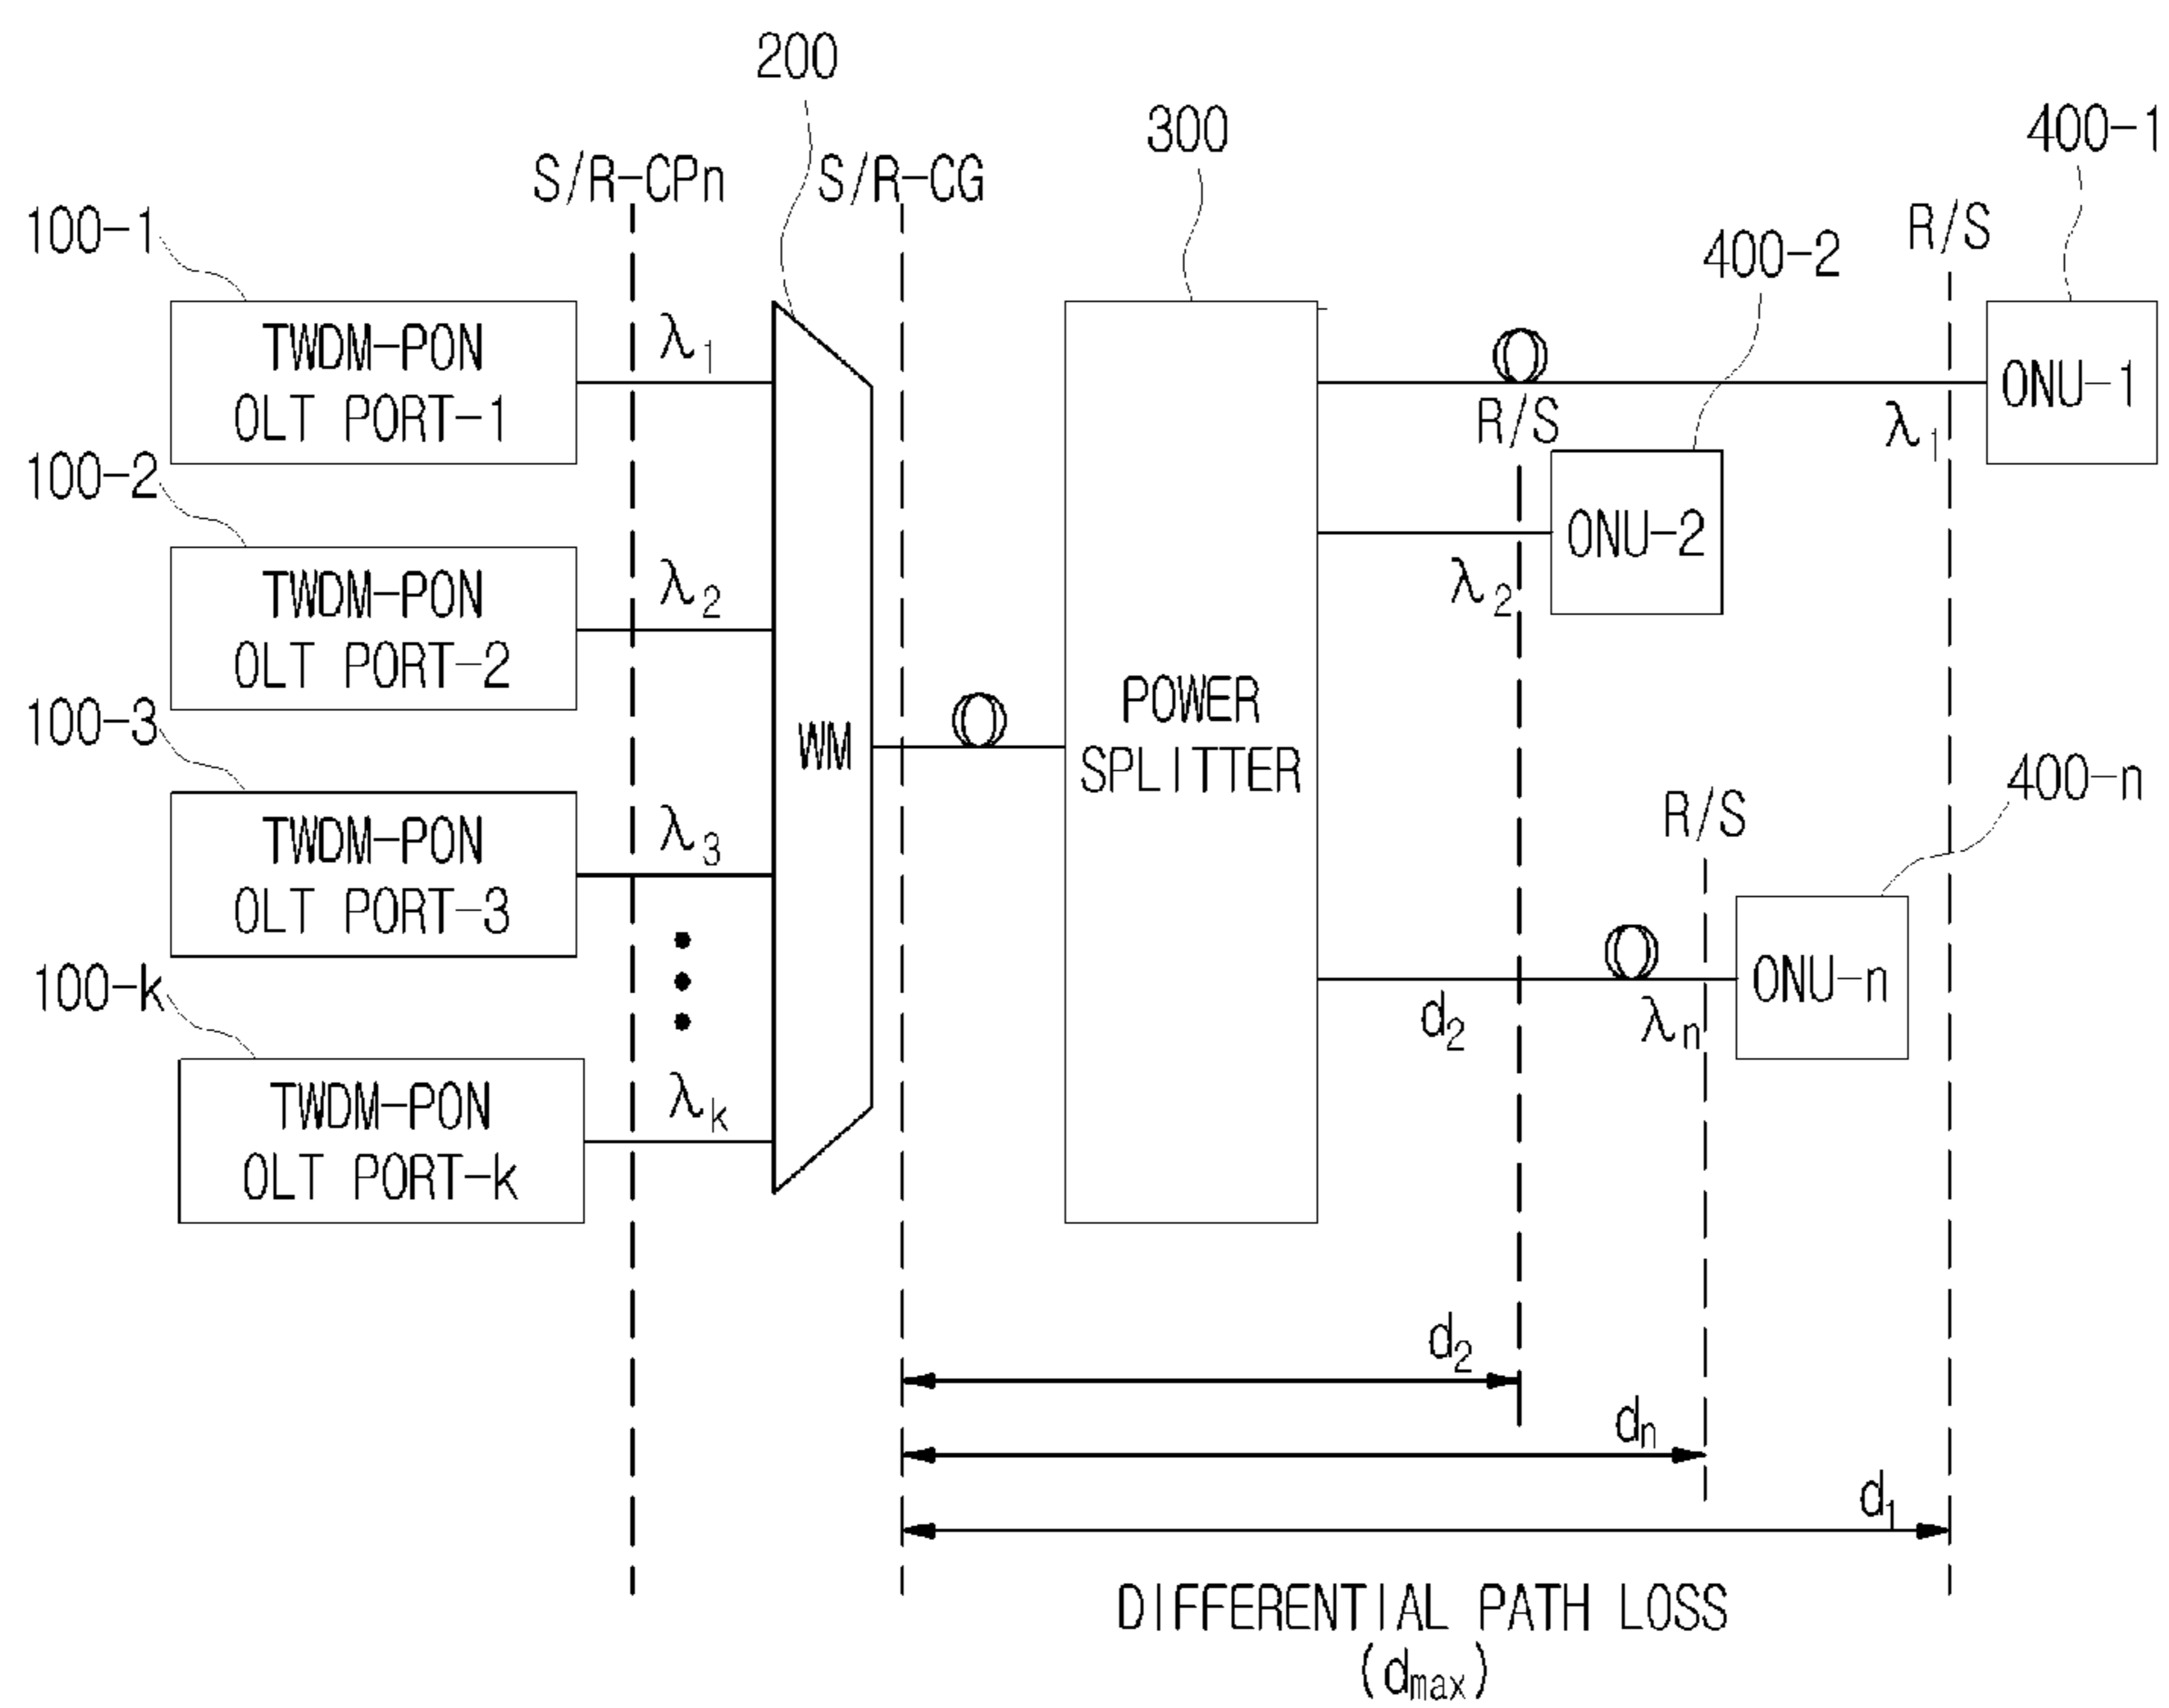 200
300
400-1
S/R-CPn
S/R-CG
R/S
100-1
400-2
TWDM-PON
OLT PORT-1
λ1
ONU-1
R/S
λ1
100-2
ONU-2
TWDM-PON
OLT PORT-2
λ2
λ2
100-3
WM
POWER
SPLITTER
400-n
R/S
TWDM-PON
OLT PORT-3
λ3
ONU-n
100-k
d2
λn
TWDM-PON
OLT PORT-k
λk
d2
dn
d1
DIFFERENTIAL PATH LOSS
(dmax)